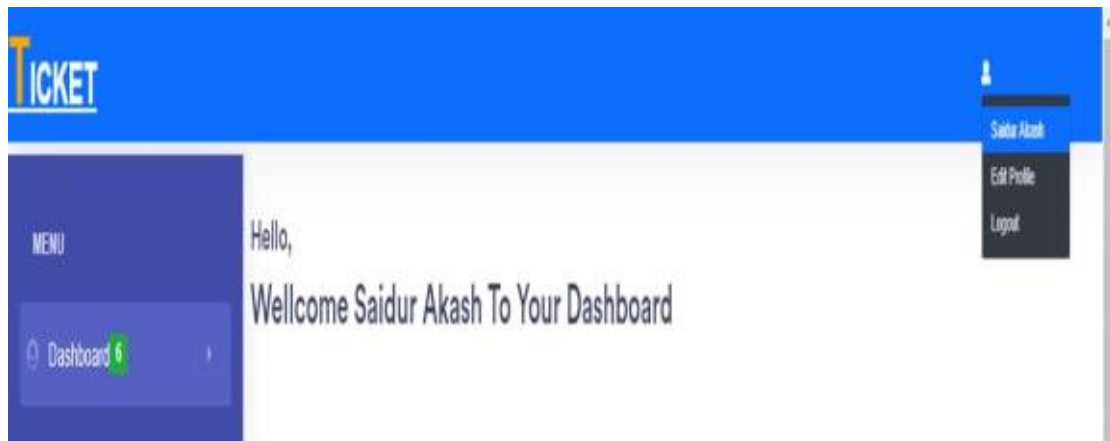 TICKET
Saidur Akash
Edit Profile
Logout
MENU
Hello,
Wellcome Saidur Akash To Your Dashboard
Dashboard 6